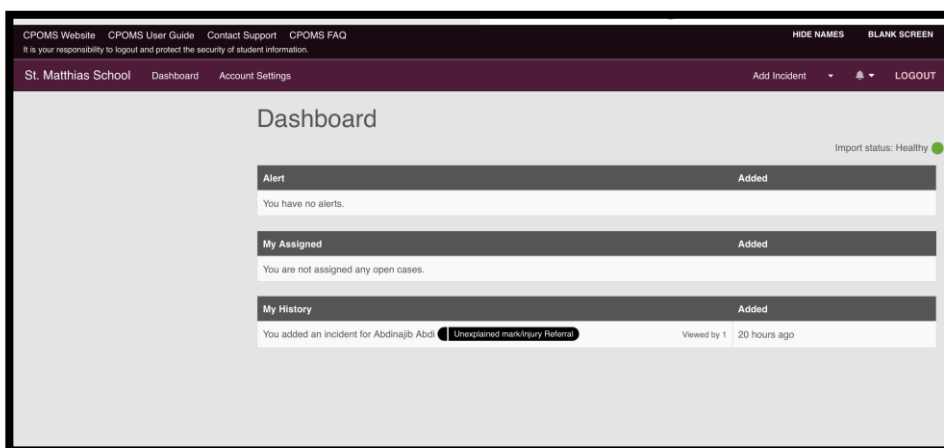 CPOMS Website CPOMS User Guide Contact Support CPOMS FAQ HIDE NAMES BLANK SCREEN
It is your responsibility to logout and protect the security of student information.
St. Matthias School Dashboard Account Settings Add Incident LOGOUT
Dashboard
Import status: Healthy
Alert Added
You have no alerts.
My Assigned Added
You are not assigned any open cases.
My History Added
You added an incident for Abdinajib Abdi Unexplained mark/injury Referral Viewed by 1 20 hours ago